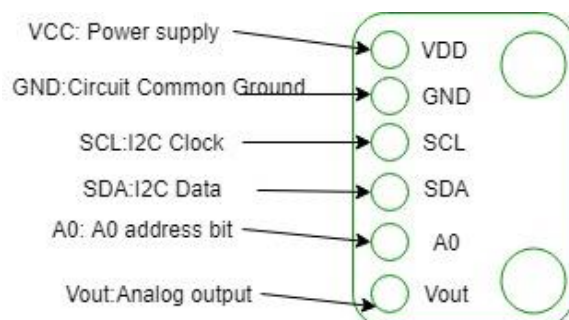 VCC: Power supply
VDD
GND:Circuit Common Ground
GND
SCL:I2C Clock
SCL
SDA:I2C Data
SDA
A0: A0 address bit
A0
Vout:Analog output
Vout